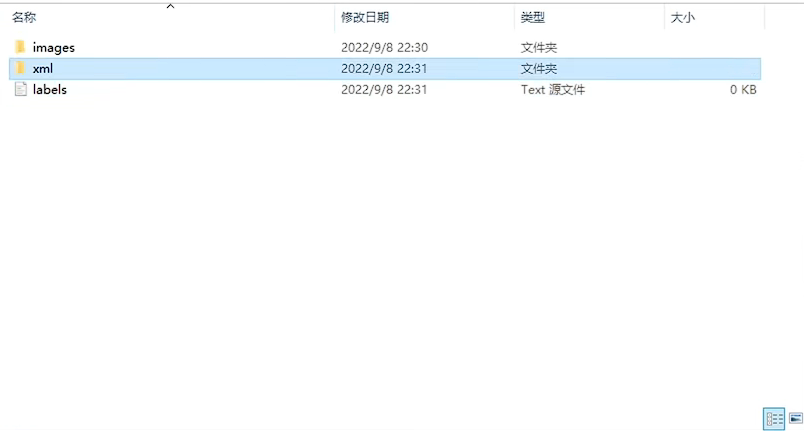 名称 修改日期 类型 大小
images 2022/9/8 22:30 文件夹
xml 2022/9/8 22:31 文件夹
labels 2022/9/8 22:31 Text 源文件 0 KB